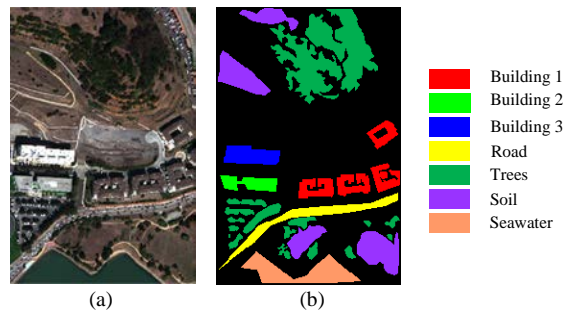 Building 1
Building 2
Building 3
Road
Trees
Soil
Seawater
(a)
(b)